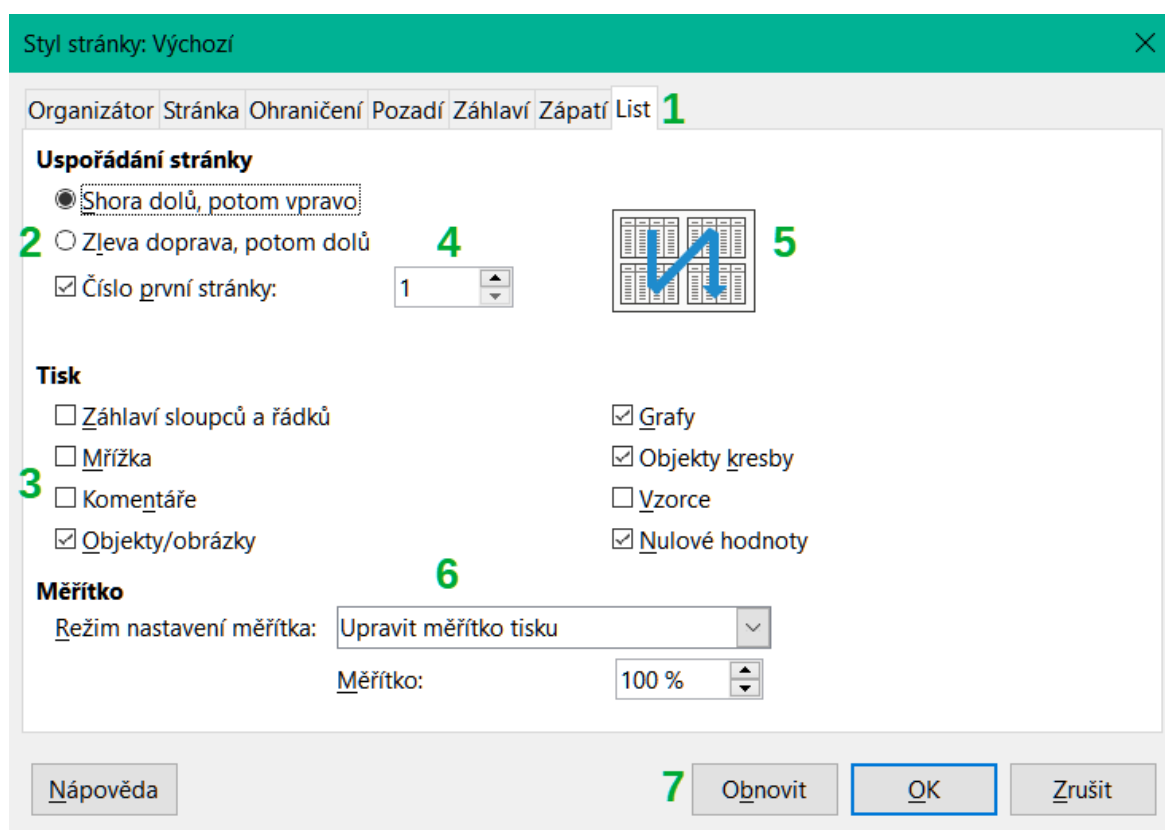 Styl stránky: Výchozí
Organizátor Stránka Ohraničení Pozadí Záhlaví Zápatí List 1
Uspořádání stránky
Shora dolů, potom vpravo
2 Zleva doprava, potom dolů 4 5
Číslo první stránky: 1
Tisk
Záhlaví sloupců a řádků Grafy
Mřížka Objekty kresby
3 Komentáře Vzorce
Objekty/obrázky Nulové hodnoty
6
Měřítko
Režim nastavení měřítka: Upravit měřítko tisku
Měřítko: 100 %
Nápověda 7 Obnovit OK Zrušit